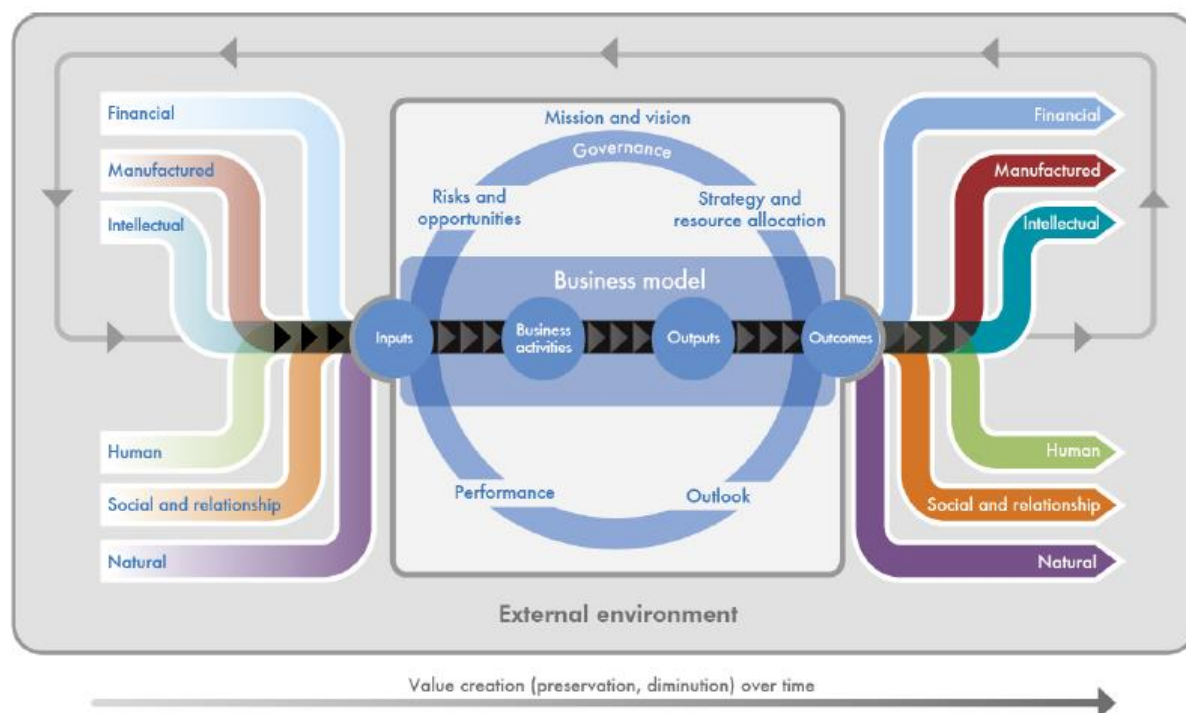 Financial
Manufactured
Intellectual
Human
Social and relationship
Natural
Mission and vision
Governance
Risks and
opportunities
Strategy and
resource allocation
Business model
Inputs
Business
activities
Outputs
Outcomes
Performance
Outlook
Financial
Manufactured
Intellectual
Human
Social and relationship
Natural
External environment
Value creation (preservation, diminution) over time